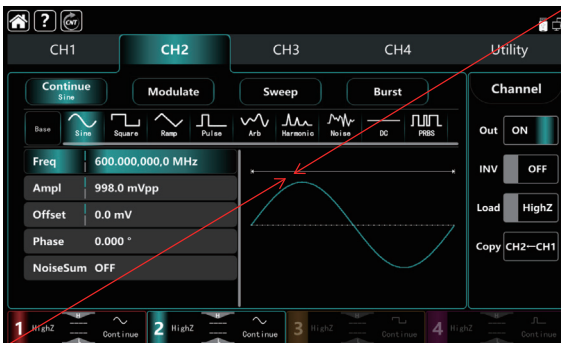 ? CNT
CH1 CH2 CH3 CH4 Utility
Continue
Sine
Modulate Sweep Burst
Base Sine Square Ramp Pulse Arb Harmonic Noise DC PRBS
Freq 600.000,000,0 MHz
Ampl 998.0 mVpp
Offset 0.0 mV
Phase 0.000 °
NoiseSum OFF
Channel
Out ON
INV OFF
Load HighZ
Copy CH2←CH1
1 HighZ Continue 2 HighZ Continue 3 HighZ Continue 4 HighZ Continue